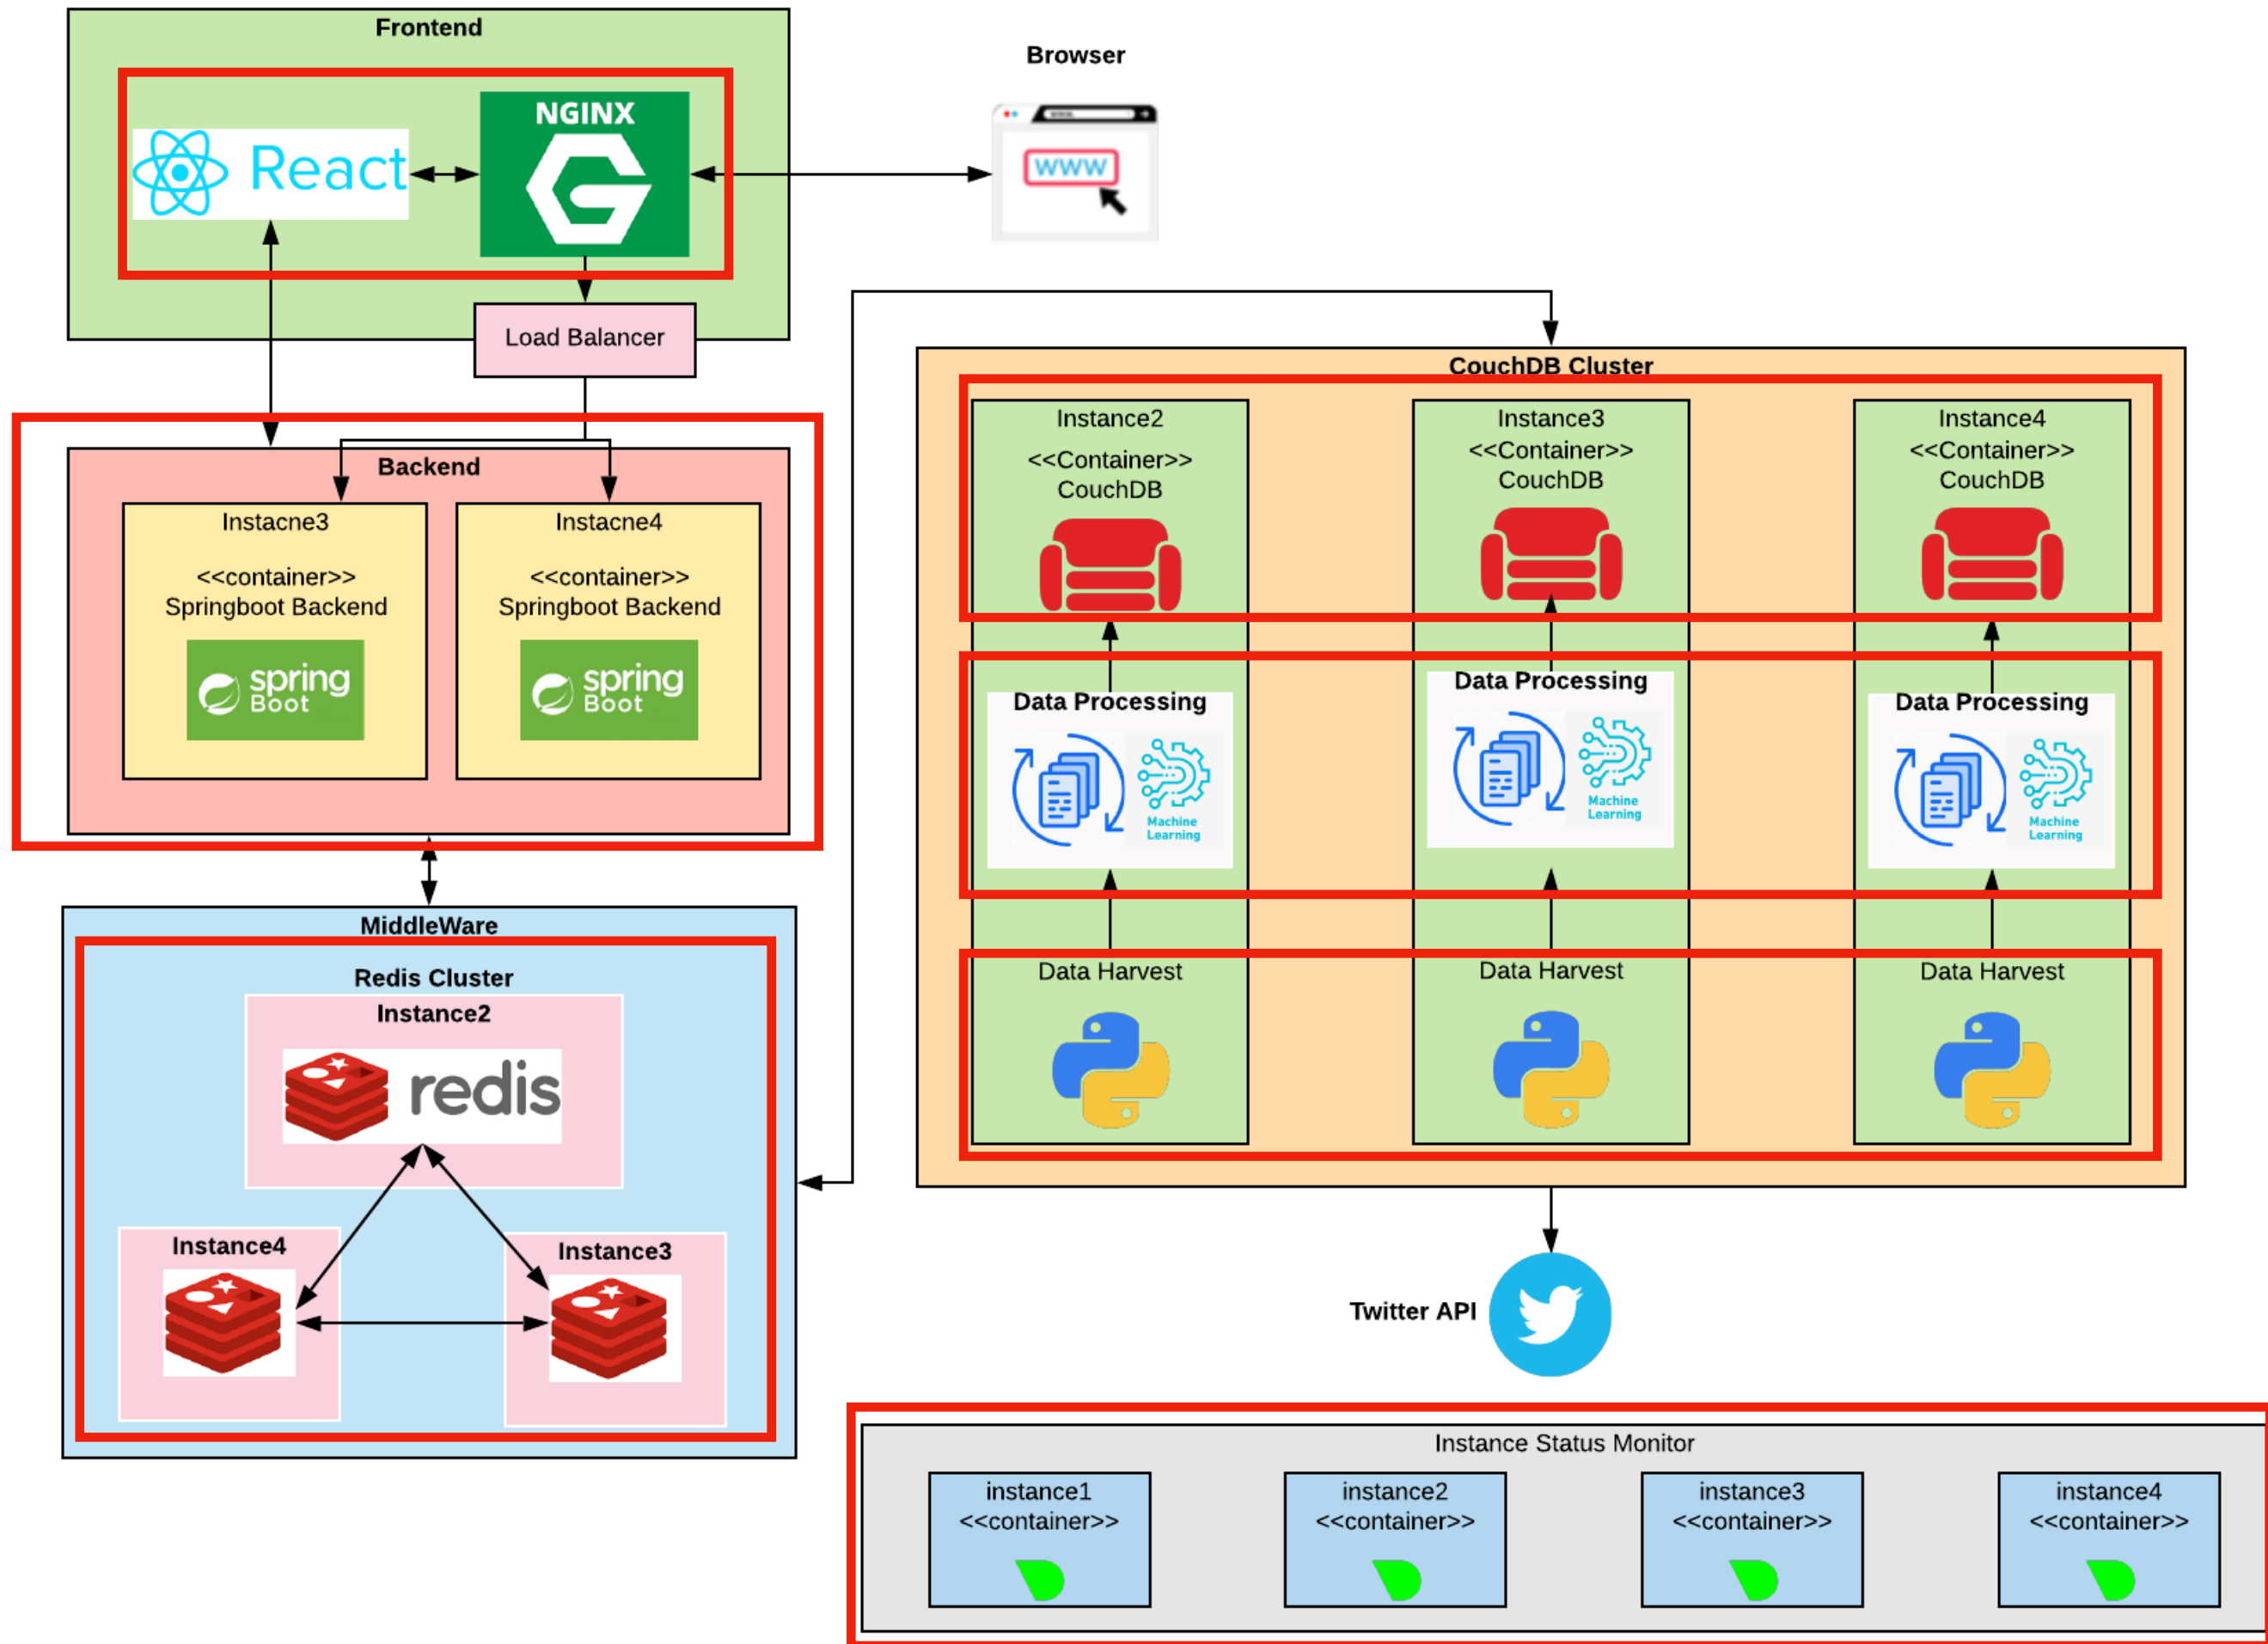 Frontend
React
NGINX
Browser
www
Load Balancer
Backend
Instacne3
<<container>>
Springboot Backend
spring
Boot
Instacne4
<<container>>
Springboot Backend
spring
Boot
MiddleWare
Redis Cluster
Instance2
redis
Instance4
Instance3
CouchDB Cluster
Instance2
<<Container>>
CouchDB
Data Processing
Machine
Learning
Data Harvest
Instance3
<<Container>>
CouchDB
Data Processing
Machine
Learning
Data Harvest
Instance4
<<Container>>
CouchDB
Data Processing
Machine
Learning
Data Harvest
Twitter API
Instance Status Monitor
instance1
<<container>>
instance2
<<container>>
instance3
<<container>>
instance4
<<container>>